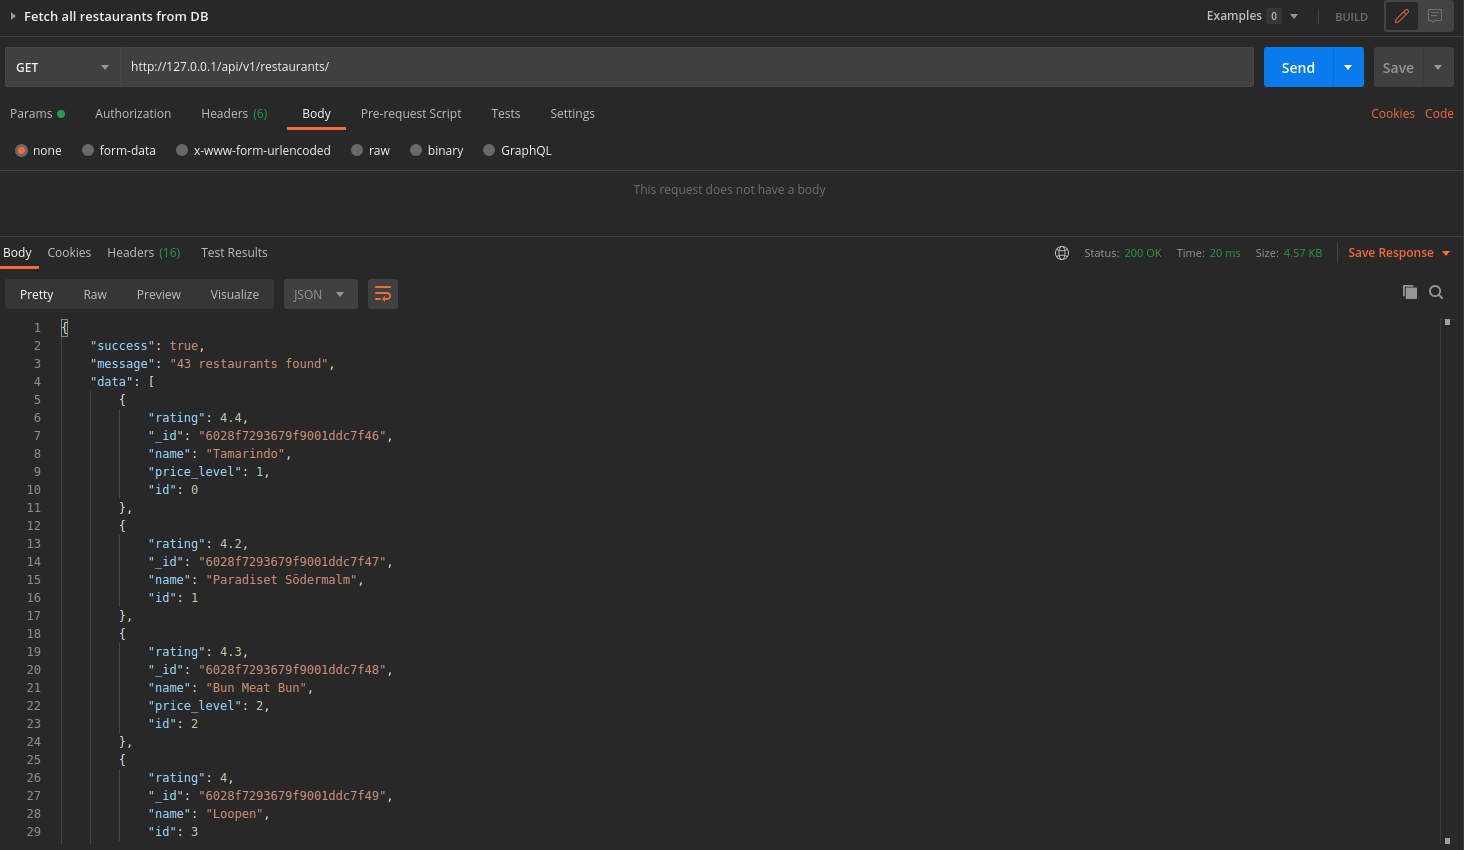 Fetch all restaurants from DB
Examples 0
BUILD
GET
http://127.0.0.1/api/v1/restaurants/
Send
Save
Params
Authorization
Headers (6)
Body
Pre-request Script
Tests
Settings
Cookies
Code
none
form-data
x-www-form-urlencoded
raw
binary
GraphQL
This request does not have a body
Body
Cookies
Headers (16)
Test Results
Status: 200 OK
Time: 20 ms
Size: 4.57 KB
Save Response
Pretty
Raw
Preview
Visualize
JSON
1 {
2 "success": true,
3 "message": "43 restaurants found",
4 "data": [
5 {
6 "rating": 4.4,
7 "_id": "6028f7293679f9001ddc7f46",
8 "name": "Tamarindo",
9 "price_level": 1,
10 "id": 0
11 },
12 {
13 "rating": 4.2,
14 "_id": "6028f7293679f9001ddc7f47",
15 "name": "Paradiset Södermalm",
16 "id": 1
17 },
18 {
19 "rating": 4.3,
20 "_id": "6028f7293679f9001ddc7f48",
21 "name": "Bun Meat Bun",
22 "price_level": 2,
23 "id": 2
24 },
25 {
26 "rating": 4,
27 "_id": "6028f7293679f9001ddc7f49",
28 "name": "Loopen",
29 "id": 3